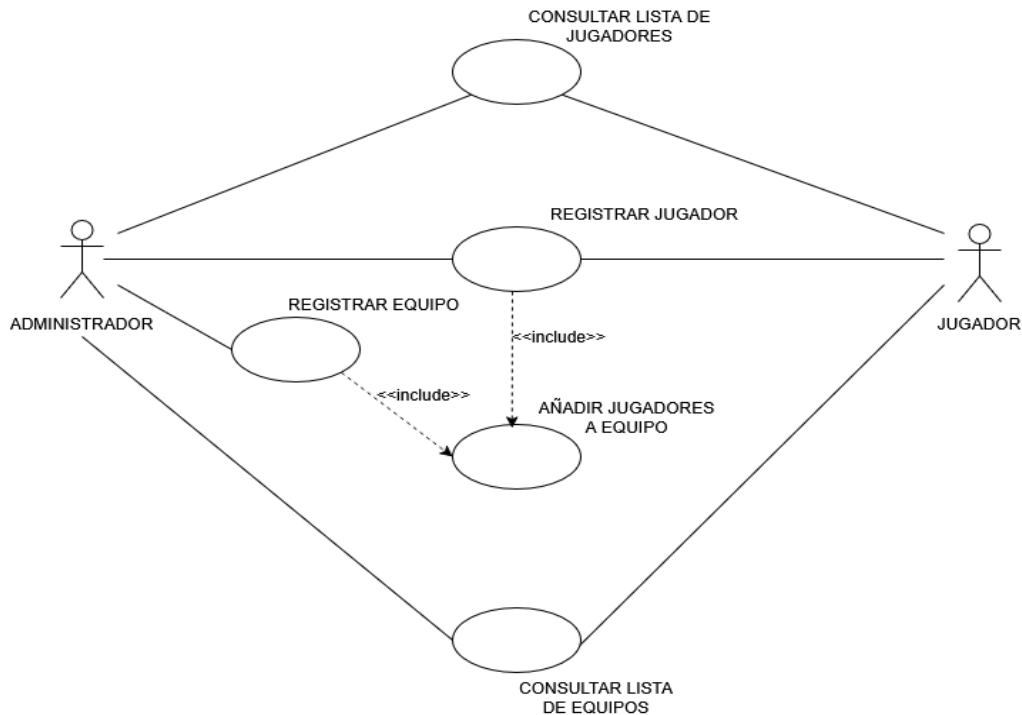 CONSULTAR LISTA DE
JUGADORES
REGISTRAR JUGADOR
REGISTRAR EQUIPO
ADMINISTRADOR
JUGADOR
<<include>>
<<include>>
AÑADIR JUGADORES
A EQUIPO
CONSULTAR LISTA
DE EQUIPOS